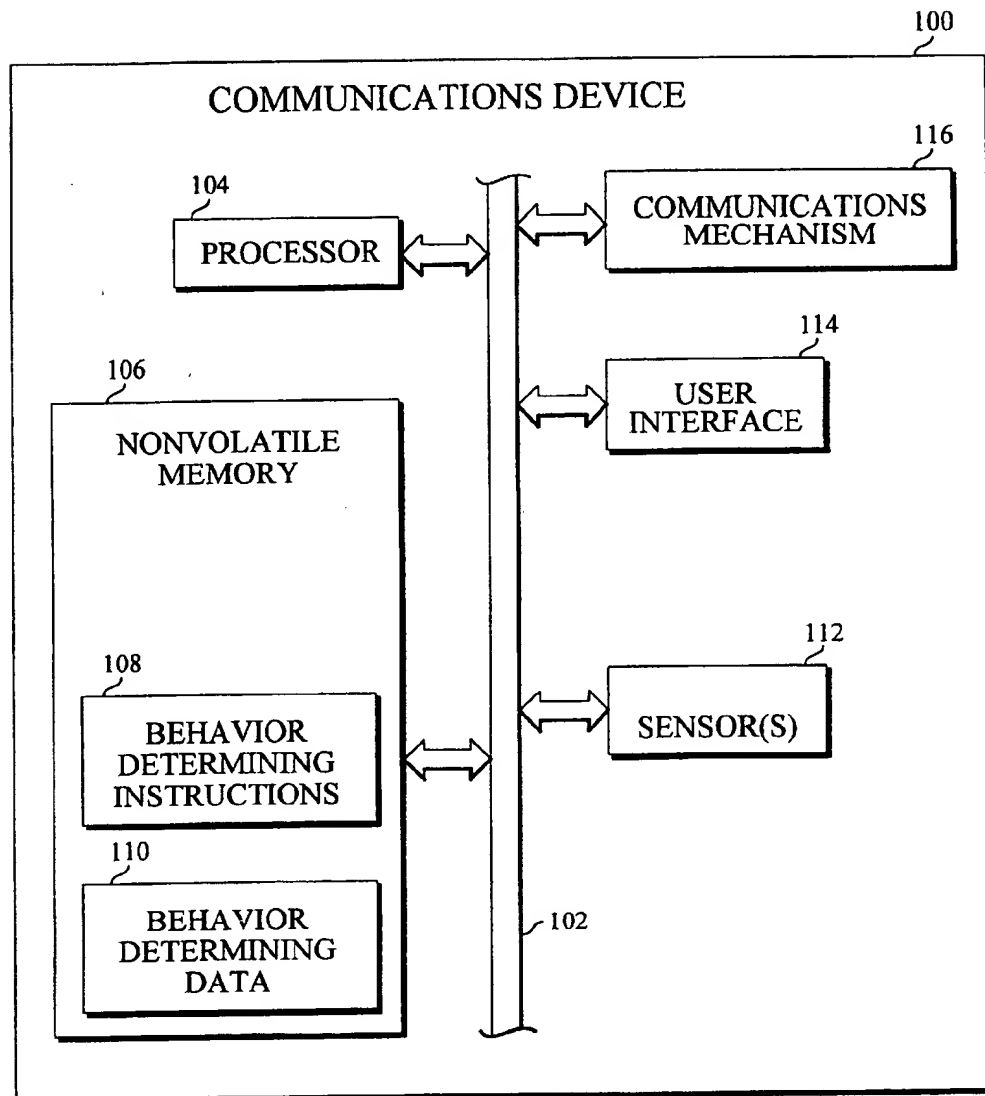 100
COMMUNICATIONS DEVICE
116
COMMUNICATIONS
MECHANISM
104
PROCESSOR
114
USER
INTERFACE
106
NONVOLATILE
MEMORY
112
SENSOR(S)
108
BEHAVIOR
DETERMINING
INSTRUCTIONS
110
BEHAVIOR
DETERMINING
DATA
102